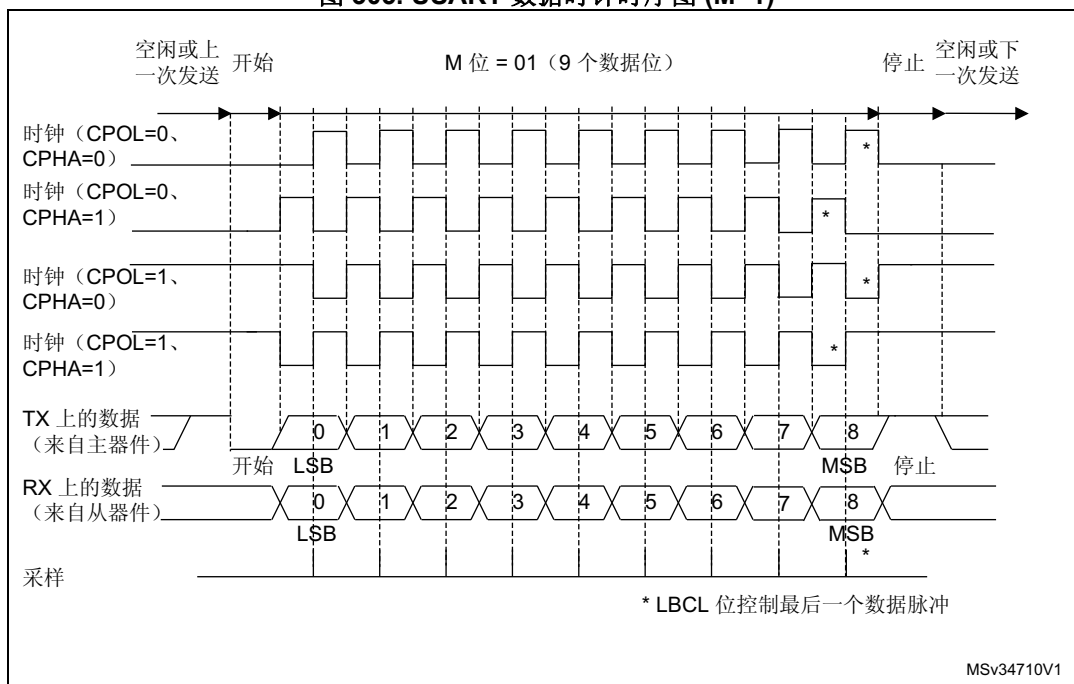 空闲或上
一次发送
开始
M 位 = 01（9 个数据位）
停止
空闲或下
一次发送
时钟（CPOL=0、
CPHA=0）
*
时钟（CPOL=0、
CPHA=1）
*
时钟（CPOL=1、
CPHA=0）
*
时钟（CPOL=1、
CPHA=1）
*
TX 上的数据
（来自主器件）
0 1 2 3 4 5 6 7 8
开始 LSB MSB 停止
RX 上的数据
（来自从器件）
0 1 2 3 4 5 6 7 8
LSB MSB
*
采样
* LBCL 位控制最后一个数据脉冲
MSv34710V1